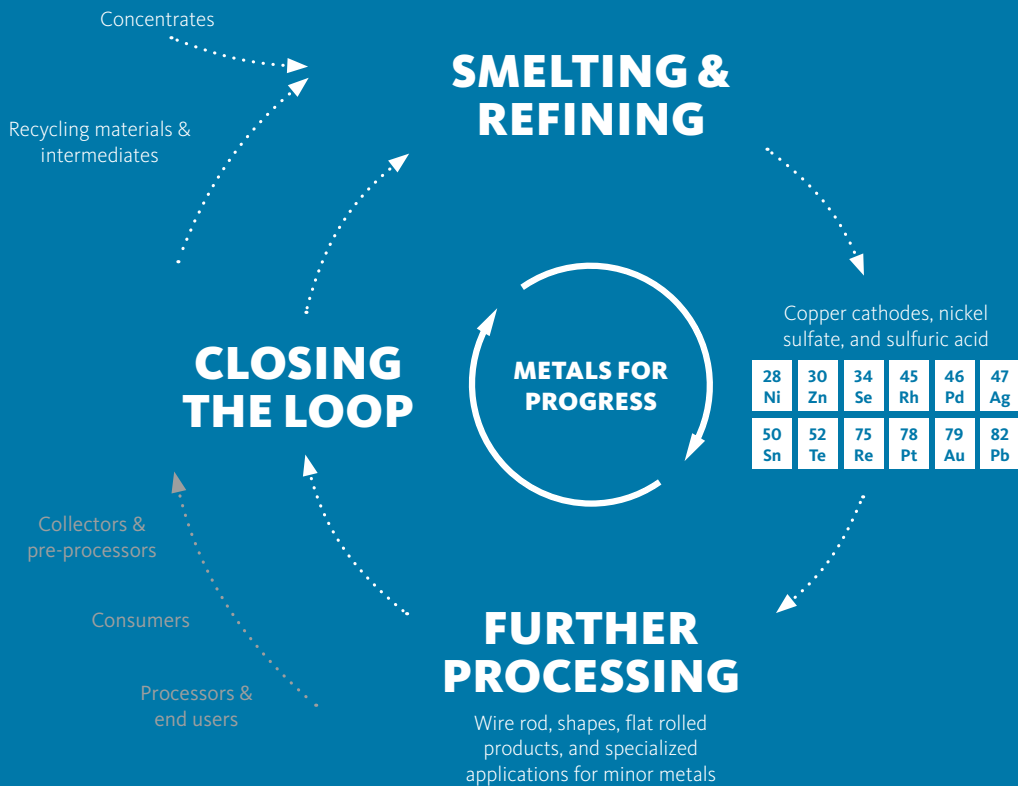 Concentrates
SMELTING &
REFINING
Recycling materials &
intermediates
Copper cathodes, nickel
sulfate, and sulfuric acid
28 30 34 45 46 47
Ni Zn Se Rh Pd Ag
50 52 75 78 79 82
Sn Te Re Pt Au Pb
CLOSING
THE LOOP
METALS FOR
PROGRESS
Collectors &
pre-processors
Consumers
Processors &
end users
FURTHER
PROCESSING
Wire rod, shapes, flat rolled
products, and specialized
applications for minor metals